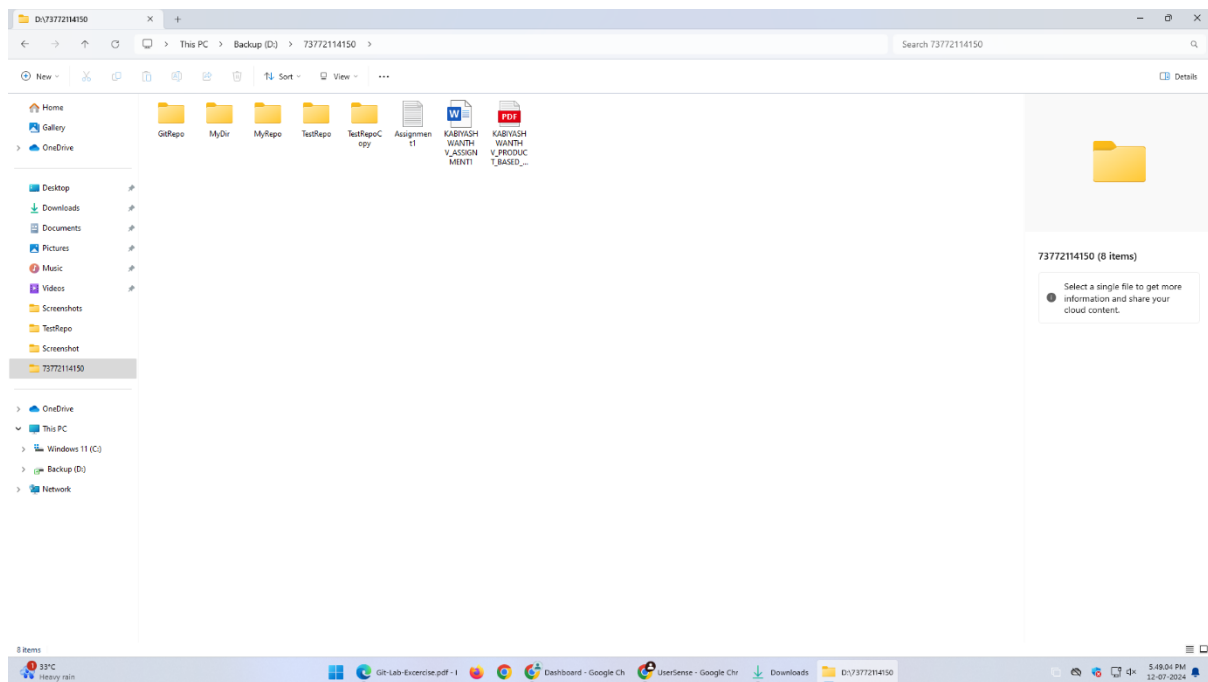 D:\73772114150
This PC > Backup (D:) > 73772114150 >
Search 73772114150
New
Sort
View
Details
Home
Gallery
OneDrive
Desktop
Downloads
Documents
Pictures
Music
Videos
Screenshots
TestRepo
Screenshot
73772114150
OneDrive
This PC
Windows 11 (C:)
Backup (D:)
Network
GitRepo
MyDir
MyRepo
TestRepo
TestRepoC
opy
Assignmen
t1
W
KABIYASH
WANTH
V_ASSIGN
MENT1
PDF
KABIYASH
WANTH
V_PRODUC
T_BASED_...
73772114150 (8 items)
Select a single file to get more
information and share your
cloud content.
8 items
1
33°C
Heavy rain
Git-Lab-Excercise.pdf - I
Dashboard - Google Ch
UserSense - Google Chr
Downloads
D:\73772114150
5.49.04 PM
12-07-2024